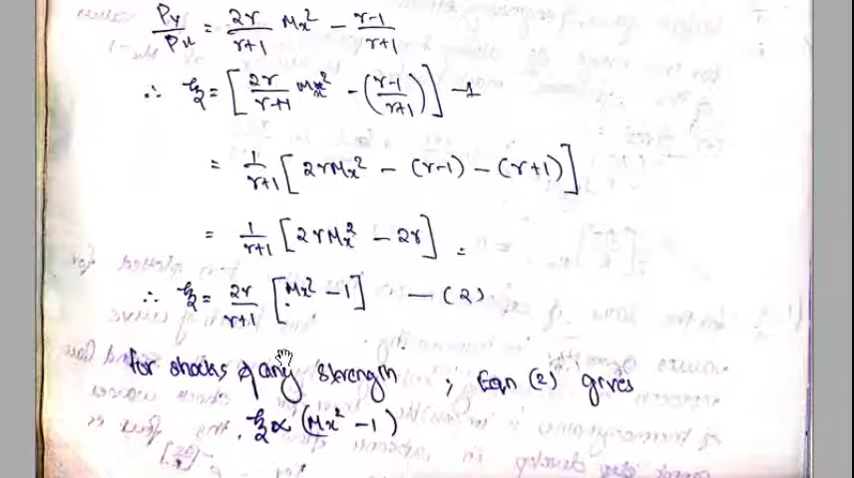 Py/Px = 2γ/γ+1 Mx² − γ−1/γ+1
∴ ξ = [2γ/γ+1 Mx² − (γ−1/γ+1)] − 1
= 1/γ+1 [2γMx² − (γ−1) − (γ+1)]
= 1/γ+1 [2γMx² − 2γ] =
∴ ξ = 2γ/γ+1 [Mx² − 1] — (2)
for shocks of any strength ; Eqn (2) gives
ξ ∝ (Mx² − 1)